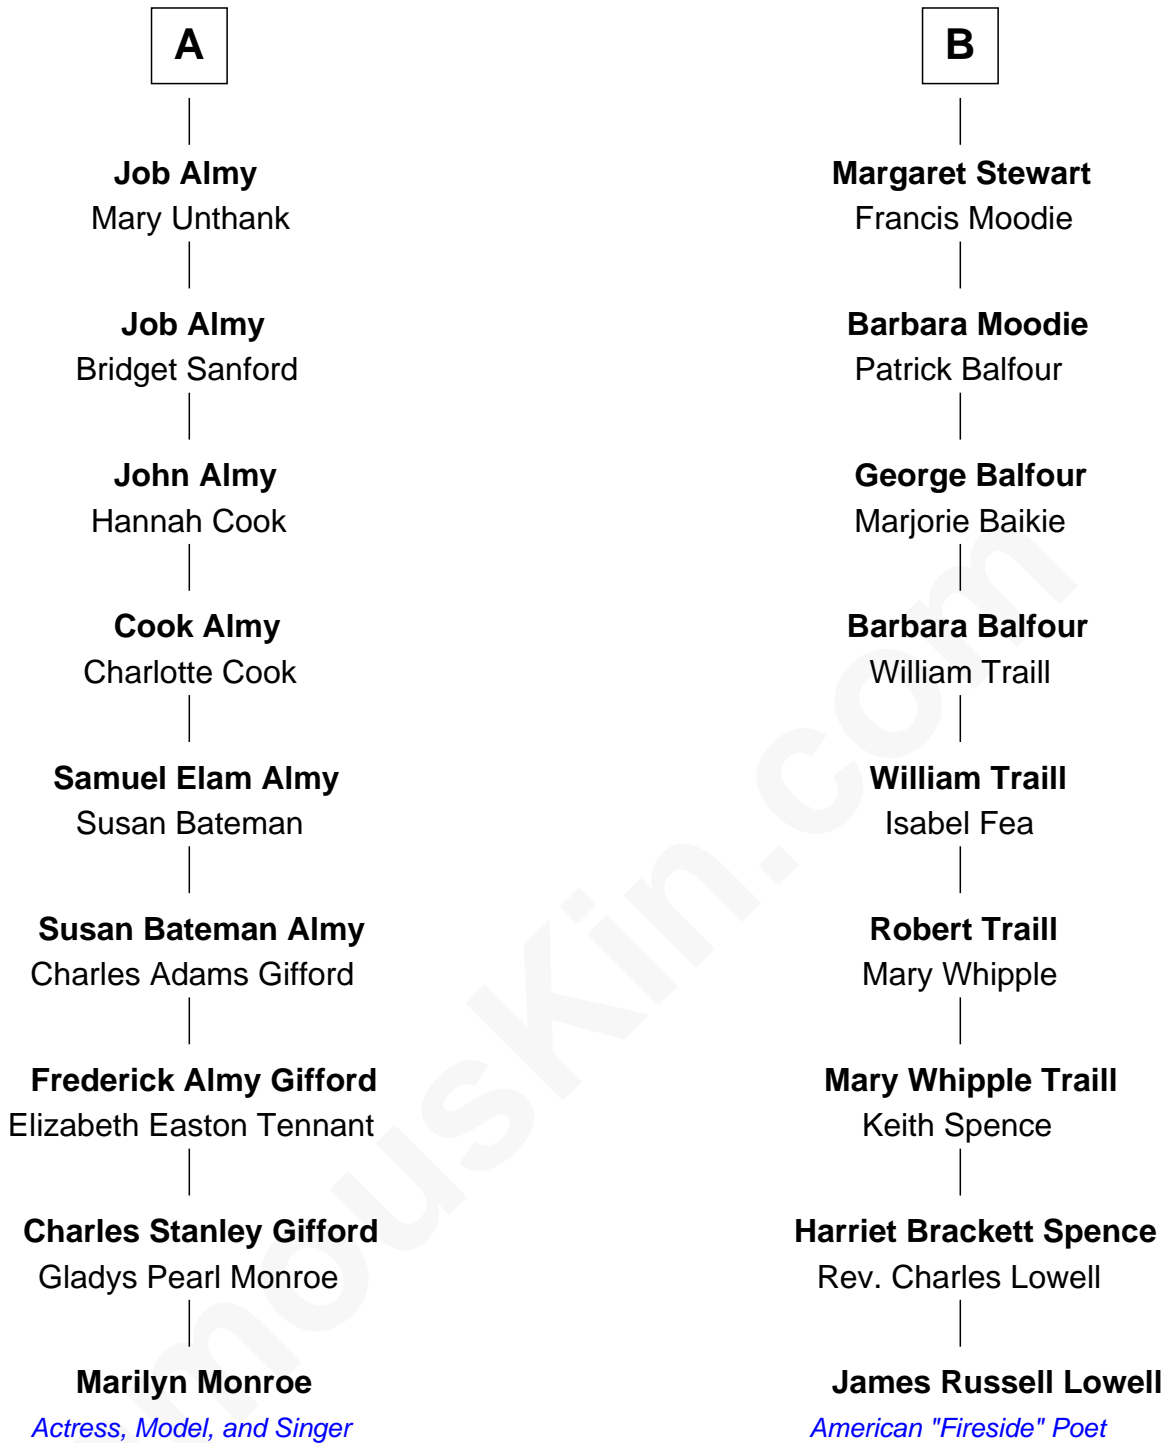 A
Job Almy
Mary Unthank
Job Almy
Bridget Sanford
John Almy
Hannah Cook
Cook Almy
Charlotte Cook
Samuel Elam Almy
Susan Bateman
Susan Bateman Almy
Charles Adams Gifford
Frederick Almy Gifford
Elizabeth Easton Tennant
Charles Stanley Gifford
Gladys Pearl Monroe
Marilyn Monroe
Actress, Model, and Singer
B
Margaret Stewart
Francis Moodie
Barbara Moodie
Patrick Balfour
George Balfour
Marjorie Baikie
Barbara Balfour
William Traill
William Traill
Isabel Fea
Robert Traill
Mary Whipple
Mary Whipple Traill
Keith Spence
Harriet Brackett Spence
Rev. Charles Lowell
James Russell Lowell
American "Fireside" Poet
mousKin.com